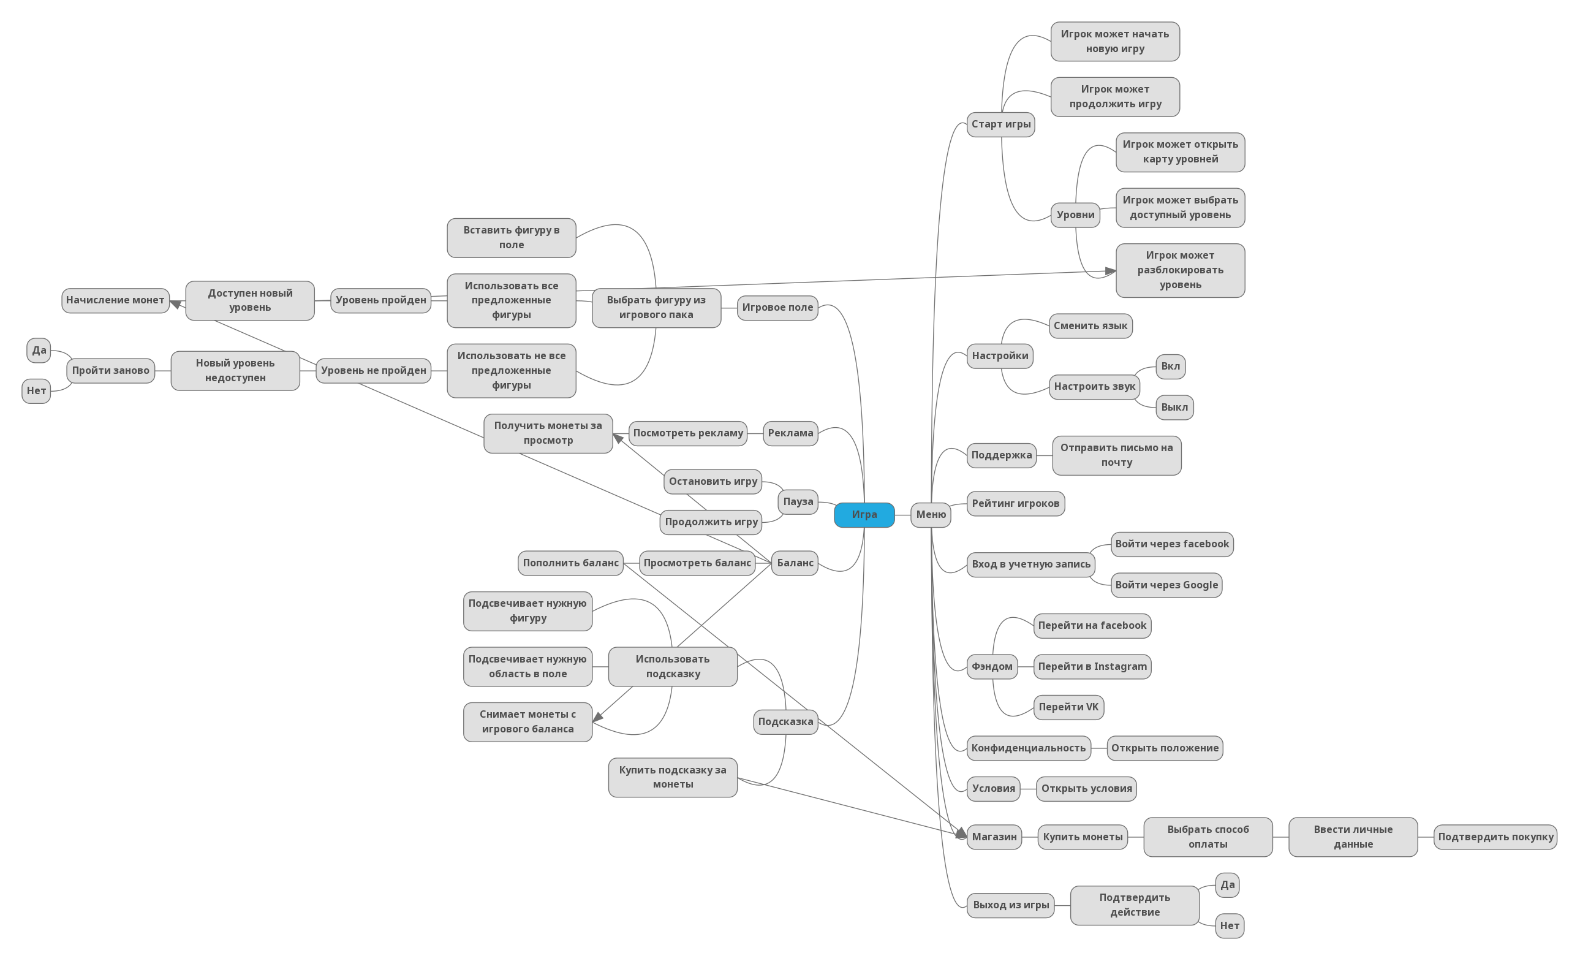 Игрок может начать
новую игру
Игрок может
продолжить игру
Старт игры
Игрок может открыть
карту уровней
Уровни
Игрок может выбрать
доступный уровень
Игрок может
разблокировать
уровень
Вставить фигуру в
поле
Использовать все
предложенные
фигуры
Использовать не все
предложенные
фигуры
Выбрать фигуру из
игрового пака
Игровое поле
Уровень пройден
Доступен новый
уровень
Начисление монет
Уровень не пройден
Новый уровень
недоступен
Пройти заново
Да
Нет
Настройки
Сменить язык
Настроить звук
Вкл
Выкл
Получить монеты за
просмотр
Посмотреть рекламу
Реклама
Поддержка
Отправить письмо на
почту
Остановить игру
Продолжить игру
Пауза
Игра
Меню
Рейтинг игроков
Пополнить баланс
Просмотреть баланс
Баланс
Вход в учетную запись
Войти через facebook
Войти через Google
Подсвечивает нужную
фигуру
Подсвечивает нужную
область в поле
Снимает монеты с
игрового баланса
Использовать
подсказку
Подсказка
Купить подсказку за
монеты
Фэндом
Перейти на facebook
Перейти в Instagram
Перейти VK
Конфиденциальность
Открыть положение
Условия
Открыть условия
Магазин
Купить монеты
Выбрать способ
оплаты
Ввести личные
данные
Подтвердить покупку
Выход из игры
Подтвердить
действие
Да
Нет